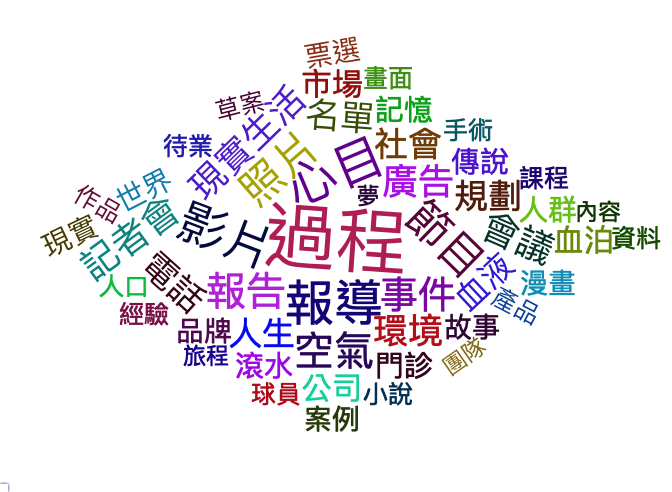 票選
市場
畫面
草案
現實生活
名單
記憶
待業
照片
心目
社會
手術
廣告
傳說
課程
作品
世界
夢
規劃
現實
記者會
影片
過程
節目
會議
人群
內容
血泊
資料
人口
電話
報告
報導
事件
血液
漫畫
產品
經驗
品牌
人生
空氣
環境
故事
旅程
滾水
門診
團隊
球員
公司
小說
案例